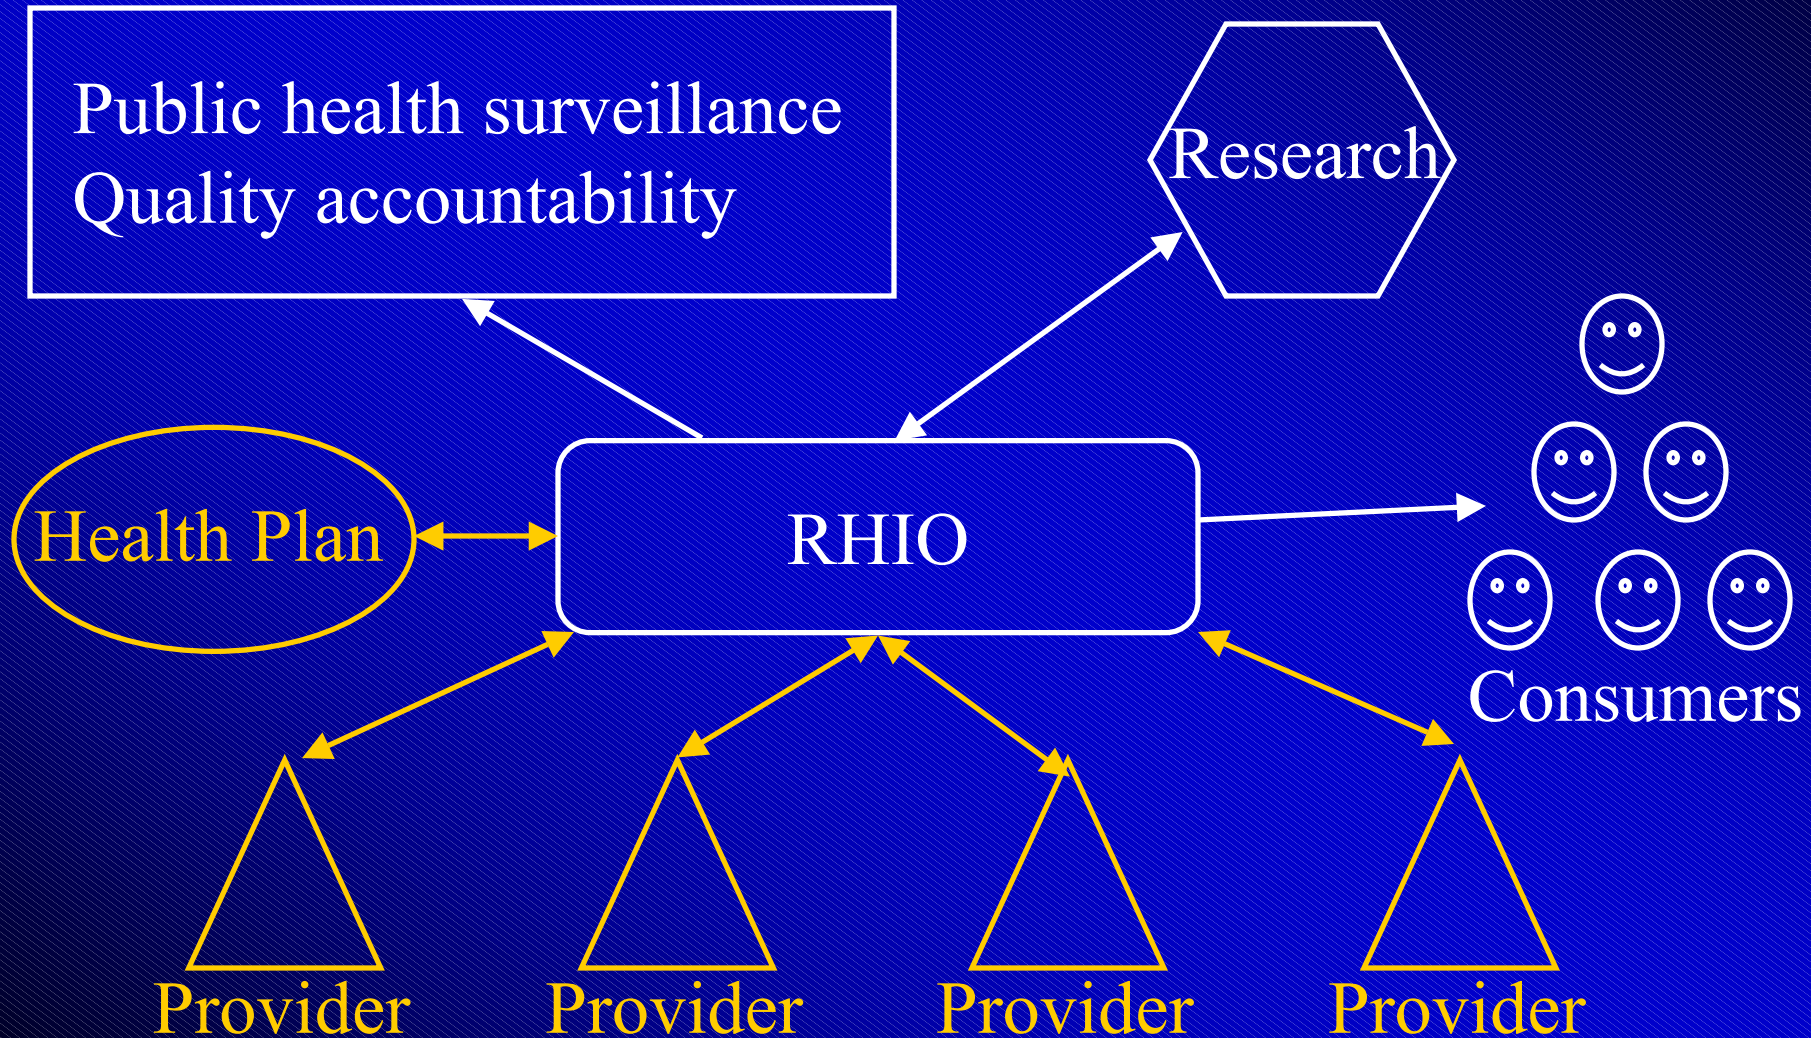 Public health surveillance
Quality accountability
Research
Health Plan
RHIO
Consumers
Provider
Provider
Provider
Provider